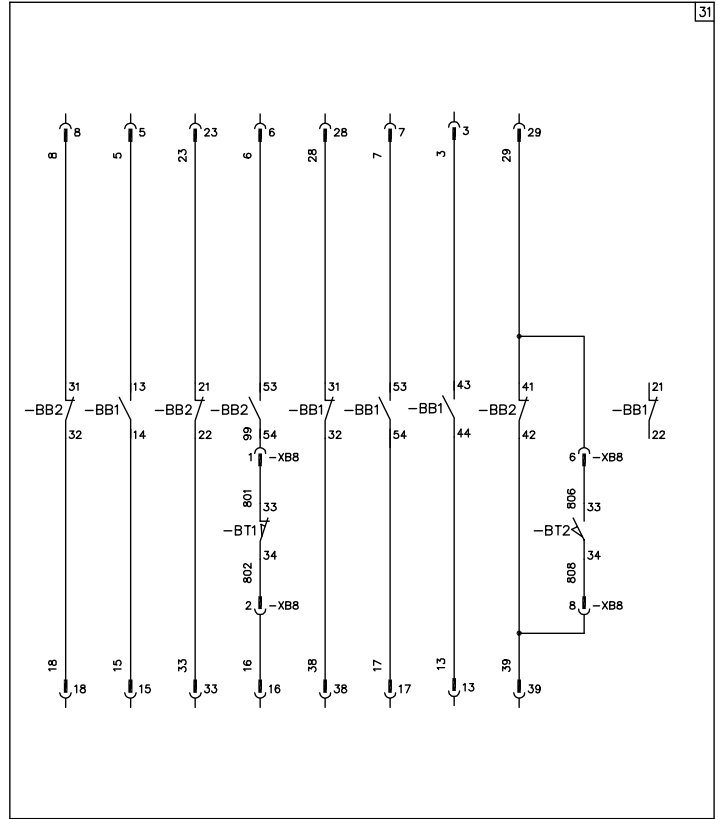 31
8 5 23 6 28 7 3 29
8 5 23 6 28 7 3 29
31 13 21 53 31 53 43 41 21
-BB2 -BB1 -BB2 -BB2 -BB1 -BB1 -BB1 -BB2 -BB1
32 14 22 99 54 32 54 44 42 22
1 -XB8 6 -XB8
801 33 806 33
-BT1 -BT2
802 34 808 34
2 -XB8 8 -XB8
18 15 33 16 38 17 13 39
18 15 33 16 38 17 13 39